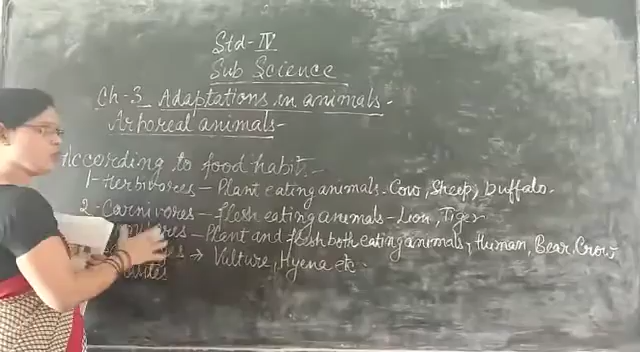 Std-IV
Sub Science
Ch-3 Adaptations in animals-
Arboreal animals-
According to food habit-
1- Herbivores - Plant eating animals- Cow, Sheep, buffalo.
2- Carnivores - flesh eating animals- Lion, Tiger
- Plant and flesh both eating animals, Human, Bear, Crow
→ Vulture, Hyena etc.